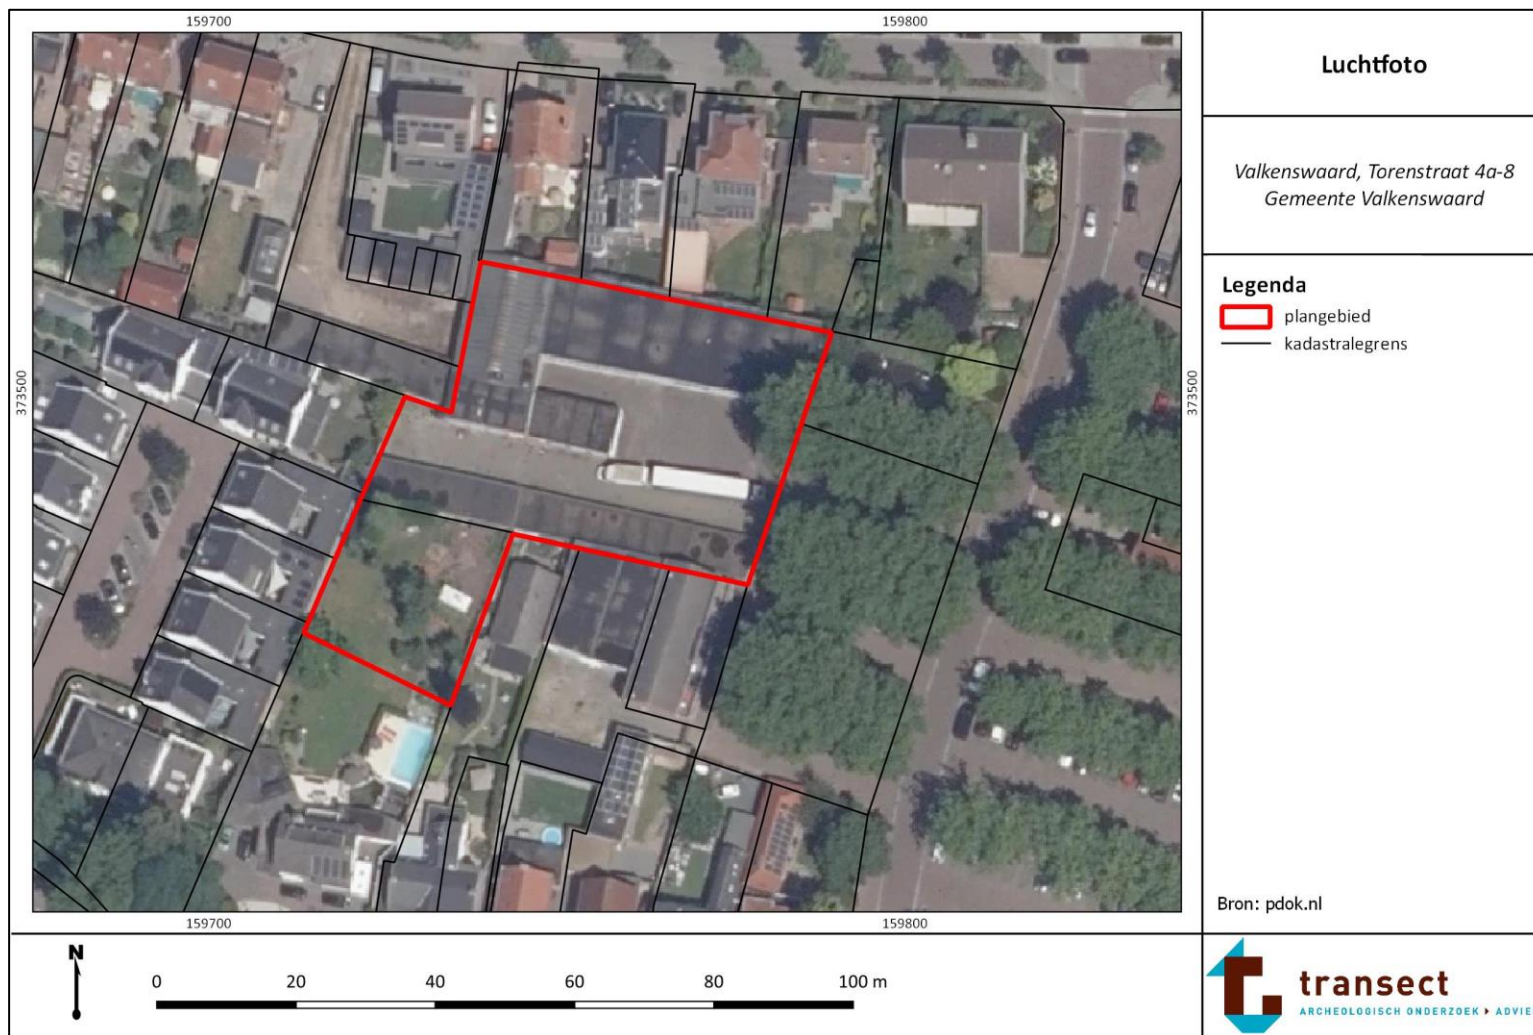 159700 159800
Luchtfoto
Valkenswaard, Torenstraat 4a-8
Gemeente Valkenswaard
Legenda
plangebied
kadastralegrens
373500 373500
Bron: pdok.nl
159700 159800
N
0 20 40 60 80 100 m
transect
ARCHEOLOGISCH ONDERZOEK ADVIE